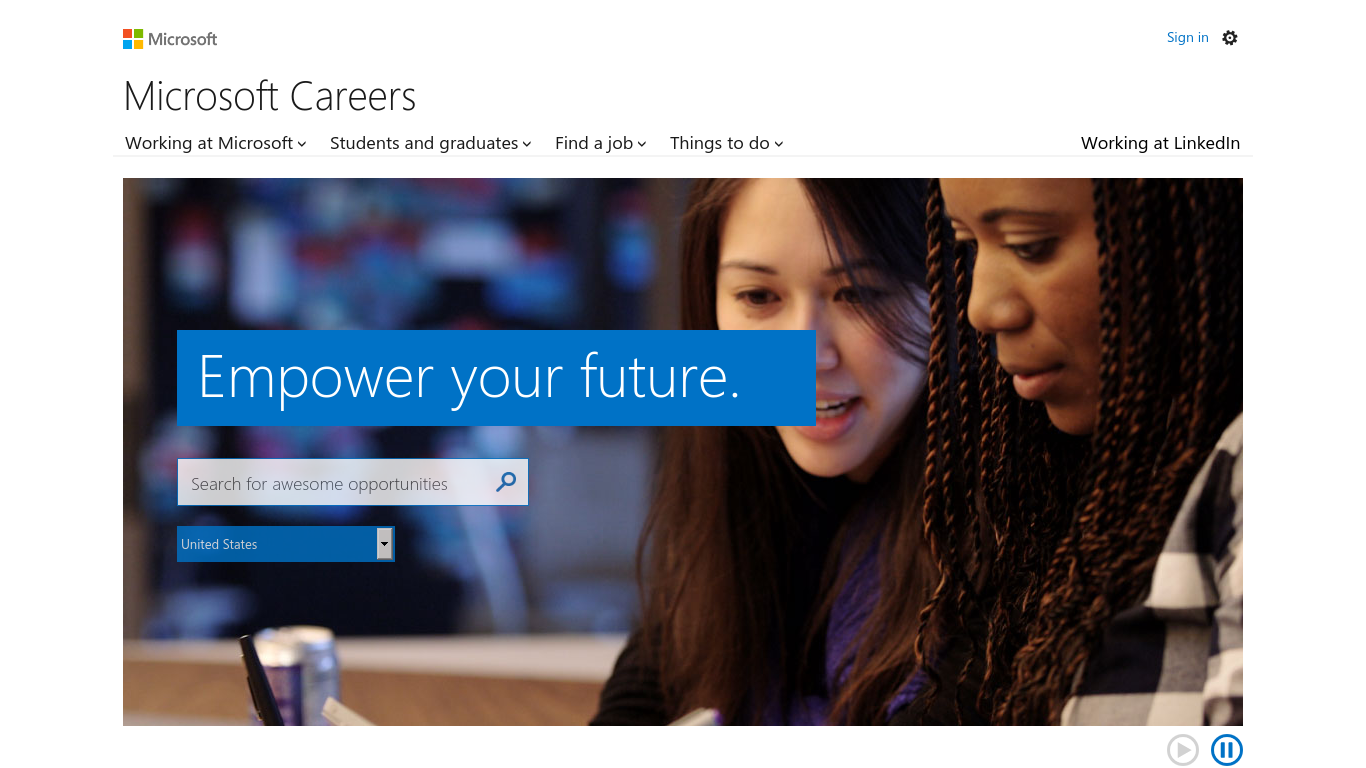 Microsoft
Sign in
Microsoft Careers
Working at Microsoft
Students and graduates
Find a job
Things to do
Working at LinkedIn
Empower your future.
Search for awesome opportunities
United States